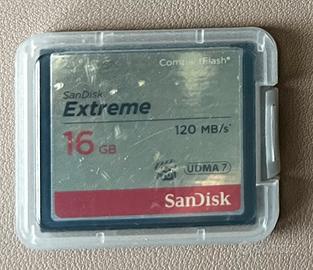 CompactFlash®
SanDisk
Extreme
16 GB
120 MB/s*
UDMA 7
SanDisk